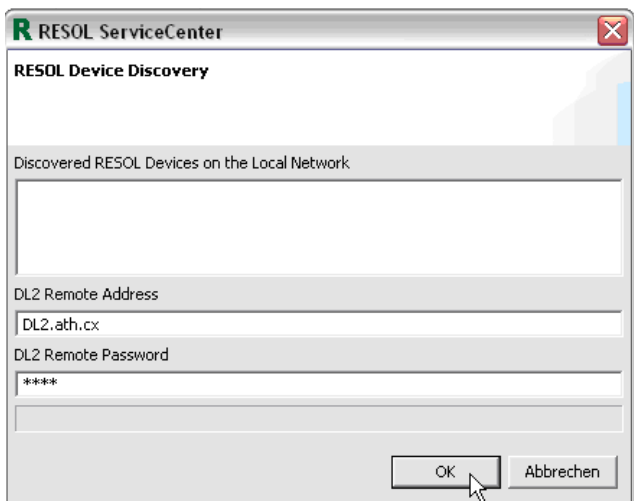 R RESOL ServiceCenter
RESOL Device Discovery
Discovered RESOL Devices on the Local Network
DL2 Remote Address
DL2.ath.cx
DL2 Remote Password
****
OK
Abbrechen